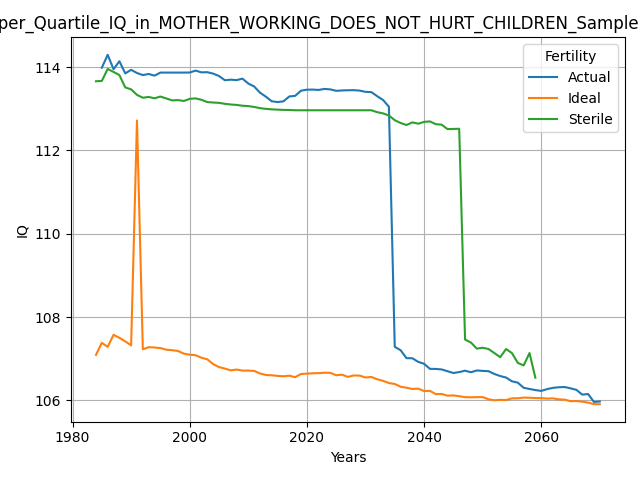 per_Quartile_IQ_in_MOTHER_WORKING_DOES_NOT_HURT_CHILDREN_Sample
Fertility
Actual
Ideal
Sterile
IQ
114
112
110
108
106
1980
2000
2020
2040
2060
Years